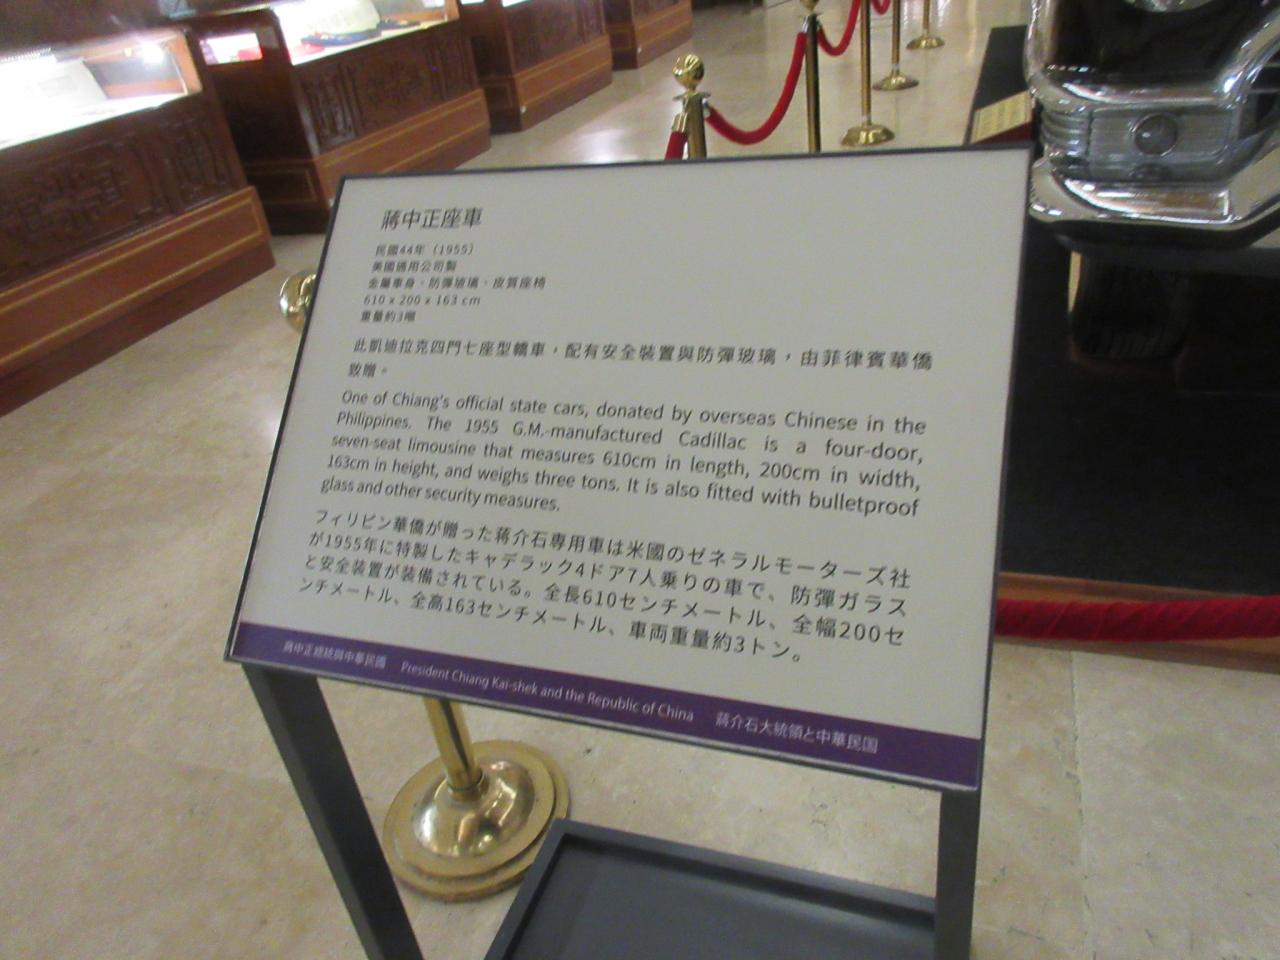 蔣中正座車
民國44年（1955）
美國通用公司製
金屬車身、防彈玻璃、皮質座椅
610 x 200 x 163 cm
重量約3噸
此凱迪拉克四門七座型轎車，配有安全裝置與防彈玻璃，由菲律賓華僑
致贈。
One of Chiang's official state cars, donated by overseas Chinese in the
Philippines. The 1955 G.M.-manufactured Cadillac is a four-door,
seven-seat limousine that measures 610cm in length, 200cm in width,
163cm in height, and weighs three tons. It is also fitted with bulletproof
glass and other security measures.
フィリピン華僑が贈った蒋介石専用車は米國のゼネラルモーターズ社
が1955年に特製したキャデラック4ドア7人乗りの車で、防彈ガラス
と安全装置が装備されている。全長610センチメートル、全幅200セ
ンチメートル、全高163センチメートル、車両重量約3トン。
蔣中正總統與中華民國 President Chiang Kai-shek and the Republic of China 蔣介石大統領と中華民国